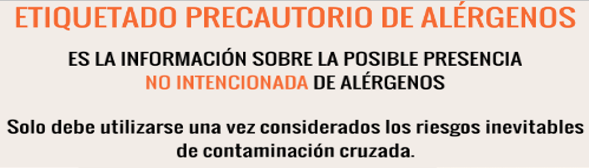 ETIQUETADO PRECAUTORIO DE ALÉRGENOS
ES LA INFORMACIÓN SOBRE LA POSIBLE PRESENCIA
NO INTENCIONADA DE ALÉRGENOS
Solo debe utilizarse una vez considerados los riesgos inevitables
de contaminación cruzada.